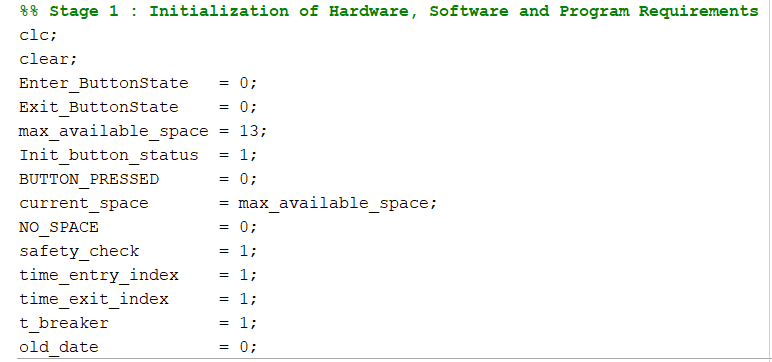 %% Stage 1 : Initialization of Hardware, Software and Program Requirements
clc;
clear;
Enter_ButtonState   = 0;
Exit_ButtonState    = 0;
max_available_space = 13;
Init_button_status  = 1;
BUTTON_PRESSED      = 0;
current_space       = max_available_space;
NO_SPACE            = 0;
safety_check        = 1;
time_entry_index    = 1;
time_exit_index     = 1;
t_breaker           = 1;
old_date            = 0;